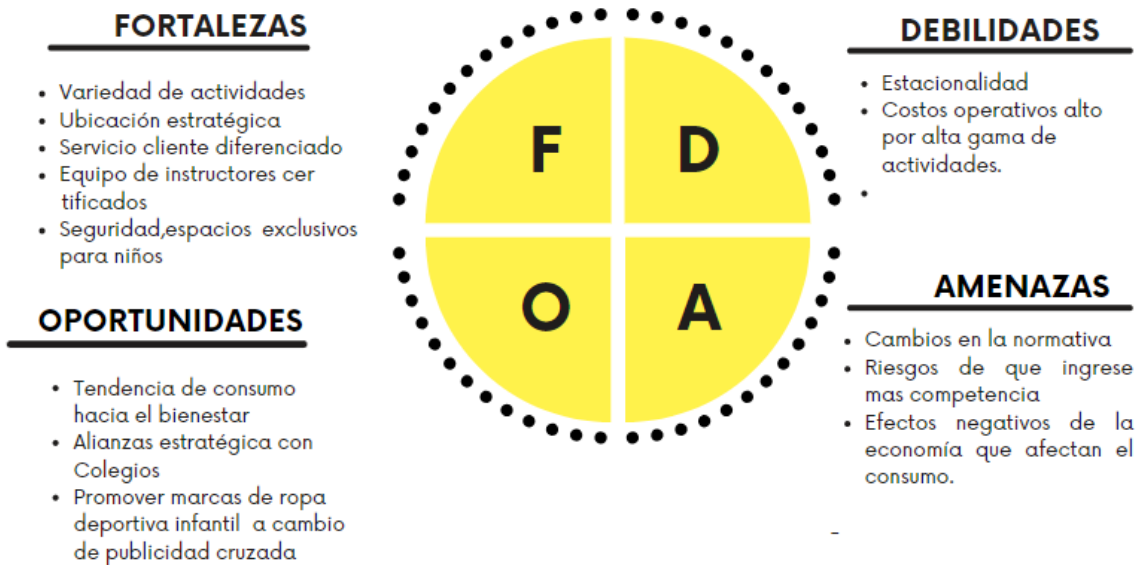 FORTALEZAS
• Variedad de actividades
• Ubicación estratégica
• Servicio cliente diferenciado
• Equipo de instructores cer
tificados
• Seguridad,espacios exclusivos
para niños
OPORTUNIDADES
• Tendencia de consumo
hacia el bienestar
• Alianzas estratégica con
Colegios
• Promover marcas de ropa
deportiva infantil a cambio
de publicidad cruzada
F
D
O
A
DEBILIDADES
• Estacionalidad
• Costos operativos alto
por alta gama de
actividades.
•
AMENAZAS
• Cambios en la normativa
• Riesgos de que ingrese
mas competencia
• Efectos negativos de la
economía que afectan el
consumo.
-